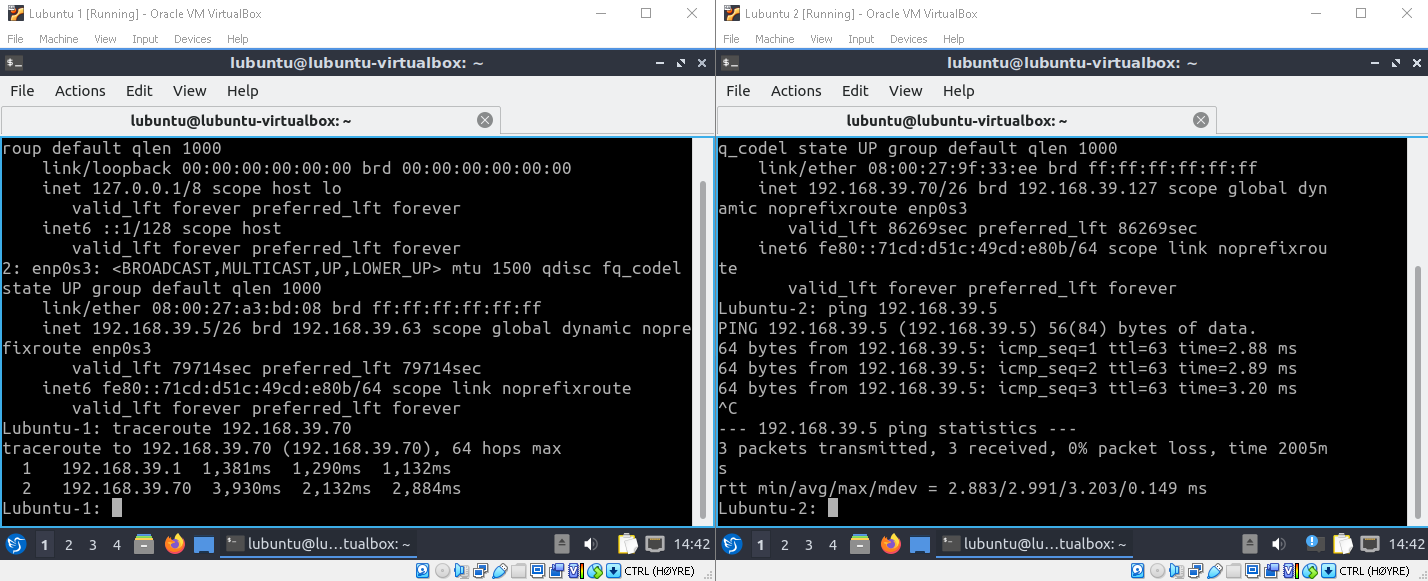 Lubuntu 1 [Running] - Oracle VM VirtualBox
File Machine View Input Devices Help
lubuntu@lubuntu-virtualbox: ~
File Actions Edit View Help
lubuntu@lubuntu-virtualbox: ~
roup default qlen 1000
link/loopback 00:00:00:00:00:00 brd 00:00:00:00:00:00
inet 127.0.0.1/8 scope host lo
valid_lft forever preferred_lft forever
inet6 ::1/128 scope host
valid_lft forever preferred_lft forever
2: enp0s3: <BROADCAST,MULTICAST,UP,LOWER_UP> mtu 1500 qdisc fq_codel
state UP group default qlen 1000
link/ether 08:00:27:a3:bd:08 brd ff:ff:ff:ff:ff:ff
inet 192.168.39.5/26 brd 192.168.39.63 scope global dynamic nopre
fixroute enp0s3
valid_lft 79714sec preferred_lft 79714sec
inet6 fe80::71cd:d51c:49cd:e80b/64 scope link noprefixroute
valid_lft forever preferred_lft forever
Lubuntu-1: traceroute 192.168.39.70
traceroute to 192.168.39.70 (192.168.39.70), 64 hops max
1 192.168.39.1 1,381ms 1,290ms 1,132ms
2 192.168.39.70 3,930ms 2,132ms 2,884ms
Lubuntu-1:
1 2 3 4 lubuntu@lu…tualbox: ~ 14:42
CTRL (HØYRE)
Lubuntu 2 [Running] - Oracle VM VirtualBox
File Machine View Input Devices Help
lubuntu@lubuntu-virtualbox: ~
File Actions Edit View Help
lubuntu@lubuntu-virtualbox: ~
q_codel state UP group default qlen 1000
link/ether 08:00:27:9f:33:ee brd ff:ff:ff:ff:ff:ff
inet 192.168.39.70/26 brd 192.168.39.127 scope global dyn
amic noprefixroute enp0s3
valid_lft 86269sec preferred_lft 86269sec
inet6 fe80::71cd:d51c:49cd:e80b/64 scope link noprefixrou
te
valid_lft forever preferred_lft forever
Lubuntu-2: ping 192.168.39.5
PING 192.168.39.5 (192.168.39.5) 56(84) bytes of data.
64 bytes from 192.168.39.5: icmp_seq=1 ttl=63 time=2.88 ms
64 bytes from 192.168.39.5: icmp_seq=2 ttl=63 time=2.89 ms
64 bytes from 192.168.39.5: icmp_seq=3 ttl=63 time=3.20 ms
^C
--- 192.168.39.5 ping statistics ---
3 packets transmitted, 3 received, 0% packet loss, time 2005m
s
rtt min/avg/max/mdev = 2.883/2.991/3.203/0.149 ms
Lubuntu-2:
1 2 3 4 lubuntu@lu…tualbox: ~ 14:42
CTRL (HØYRE)